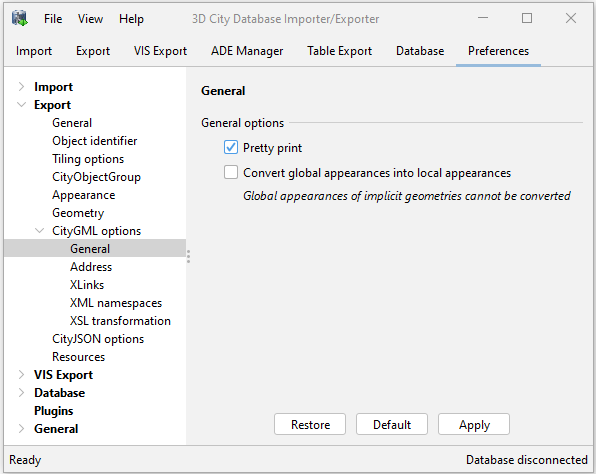 File View Help 3D City Database Importer/Exporter
Import Export VIS Export ADE Manager Table Export Database Preferences
Import
Export
General
Object identifier
Tiling options
CityObjectGroup
Appearance
Geometry
CityGML options
General
Address
XLinks
XML namespaces
XSL transformation
CityJSON options
Resources
VIS Export
Database
Plugins
General
General
General options
Pretty print
Convert global appearances into local appearances
Global appearances of implicit geometries cannot be converted
Restore Default Apply
Ready Database disconnected